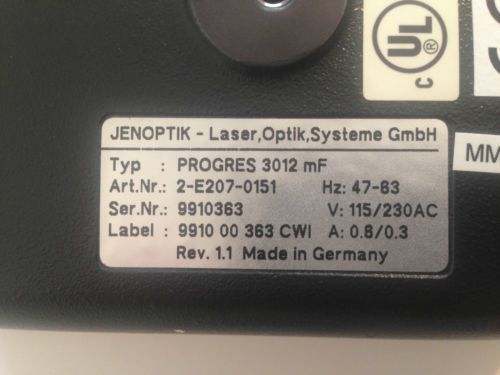 C UL ®
JENOPTIK - Laser,Optik,Systeme GmbH
MM
Typ : PROGRES 3012 mF
Art.Nr.: 2-E207-0151 Hz: 47-63
Ser.Nr.: 9910363 V: 115/230AC
Label : 9910 00 363 CWI A: 0.8/0.3
Rev. 1.1 Made in Germany